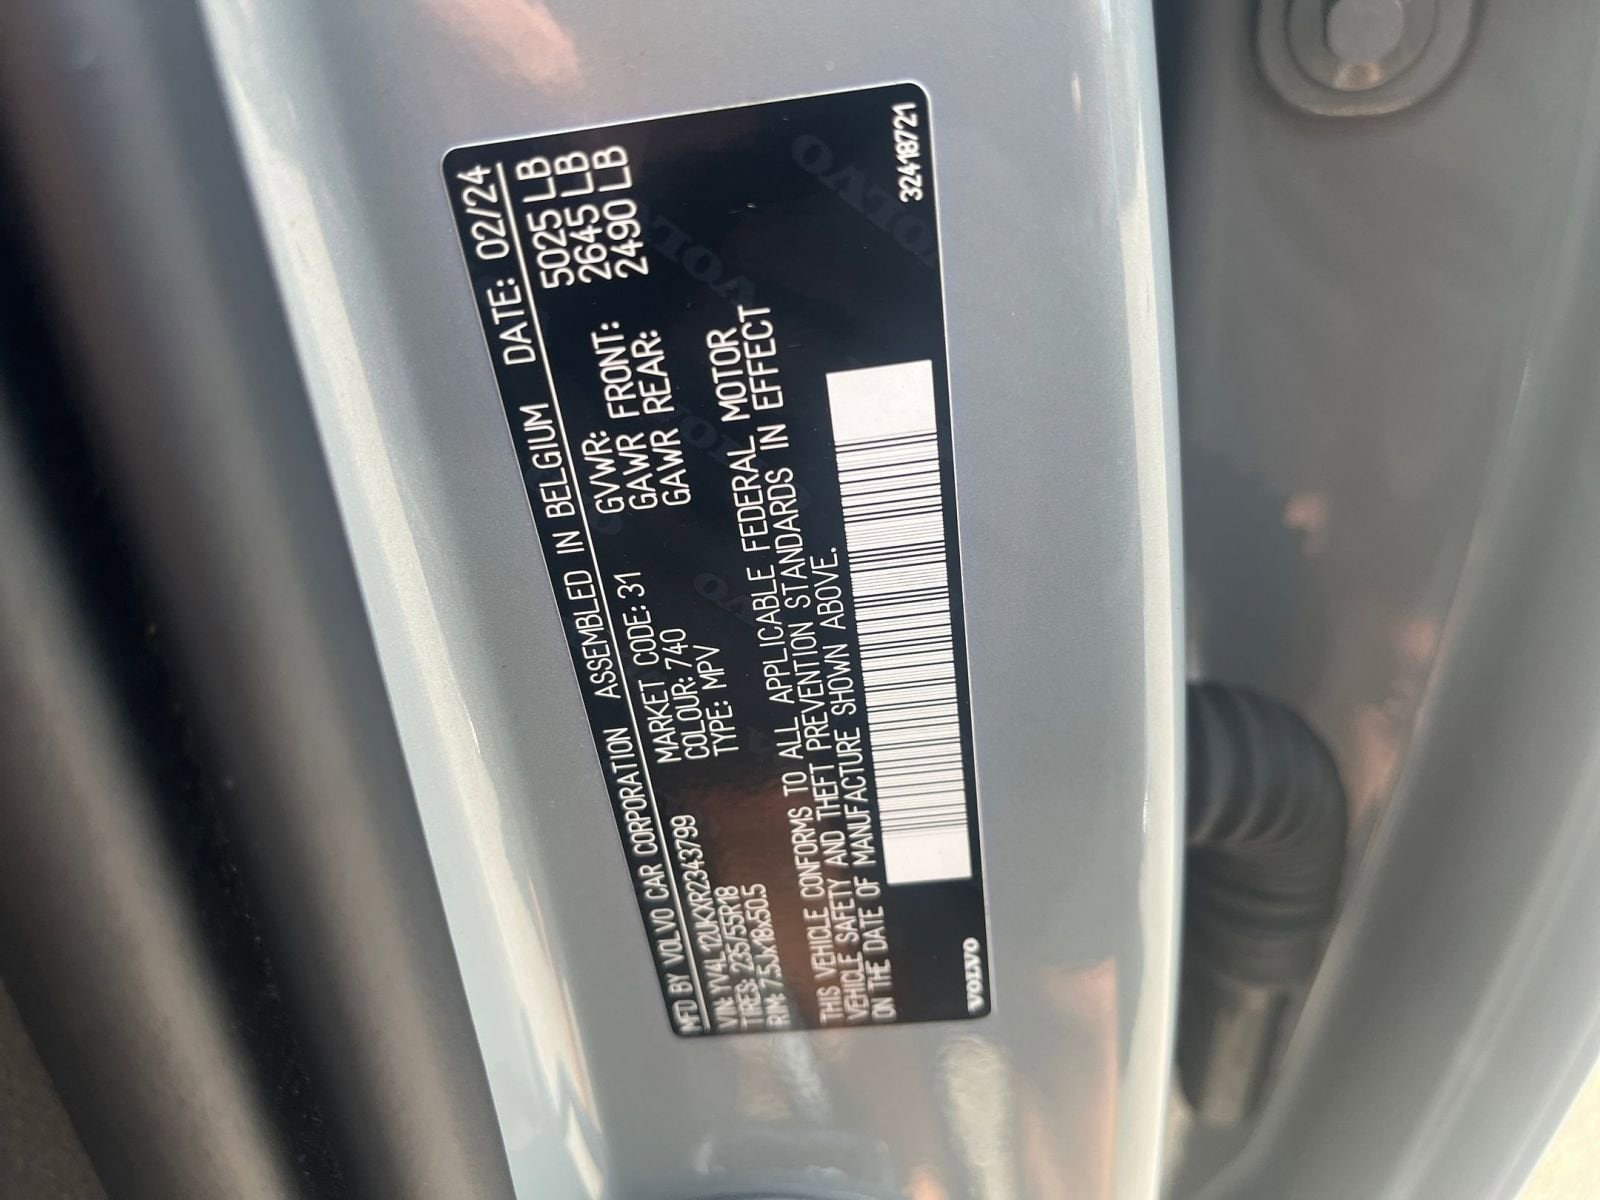 MFD BY VOLVO CAR CORPORATION ASSEMBLED IN BELGIUM DATE: 02/24
VIN: YV4L12UKXR2343799 MARKET CODE: 31 GVWR: 5025 LB
TIRES: 235/55R18 COLOUR: 740 GAWR FRONT: 2645 LB
RIM: 7.5Jx18x50.5 TYPE: MPV GAWR REAR: 2490 LB
THIS VEHICLE CONFORMS TO ALL APPLICABLE FEDERAL MOTOR
VEHICLE SAFETY AND THEFT PREVENTION STANDARDS IN EFFECT
ON THE DATE OF MANUFACTURE SHOWN ABOVE.
VOLVO 32418721